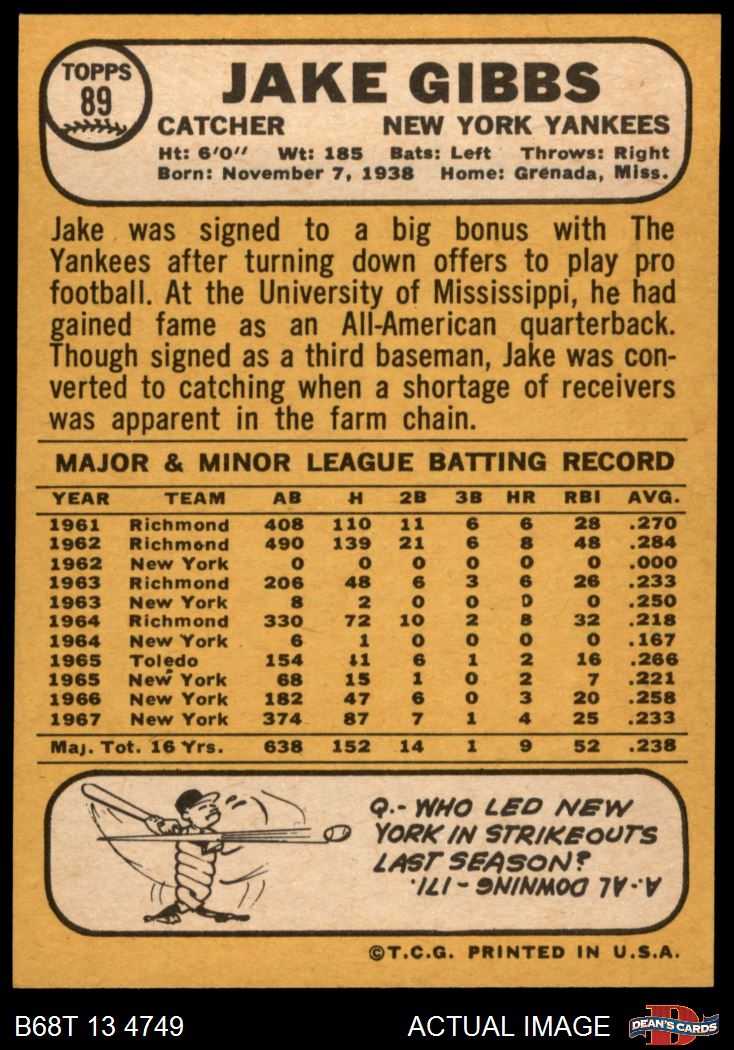 TOPPS
89
JAKE GIBBS
CATCHER NEW YORK YANKEES
Ht: 6'0" Wt: 185 Bats: Left Throws: Right
Born: November 7, 1938 Home: Grenada, Miss.
Jake was signed to a big bonus with The
Yankees after turning down offers to play pro
football. At the University of Mississippi, he had
gained fame as an All-American quarterback.
Though signed as a third baseman, Jake was con-
verted to catching when a shortage of receivers
was apparent in the farm chain.
MAJOR & MINOR LEAGUE BATTING RECORD
YEAR TEAM AB H 2B 3B HR RBI AVG.
1961 Richmond 408 110 11 6 6 28 .270
1962 Richmond 490 139 21 6 8 48 .284
1962 New York 0 0 0 0 0 0 .000
1963 Richmond 206 48 6 3 6 26 .233
1963 New York 8 2 0 0 0 0 .250
1964 Richmond 330 72 10 2 8 32 .218
1964 New York 6 1 0 0 0 0 .167
1965 Toledo 154 41 6 1 2 16 .266
1965 New York 68 15 1 0 2 7 .221
1966 New York 182 47 6 0 3 20 .258
1967 New York 374 87 7 1 4 25 .233
Maj. Tot. 16 Yrs. 638 152 14 1 9 52 .238
Q.- WHO LED NEW
YORK IN STRIKEOUTS
LAST SEASON?
A.- AL DOWNING - 171.
©T.C.G. PRINTED IN U.S.A.
B68T 13 4749 ACTUAL IMAGE DEAN'S CARDS